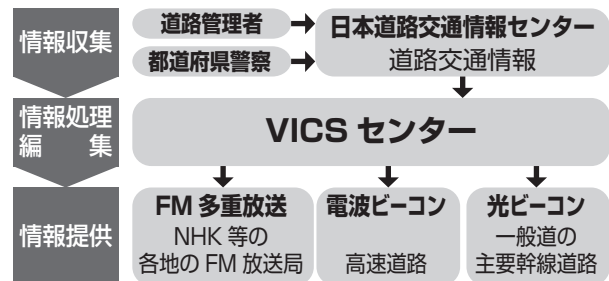 情報収集
道路管理者
都道府県警察
日本道路交通情報センター
道路交通情報
情報処理
編集
VICS センター
情報提供
FM 多重放送
NHK 等の
各地の FM 放送局
電波ビーコン
高速道路
光ビーコン
一般道の
主要幹線道路